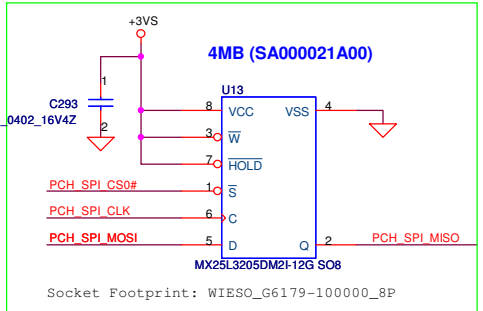 +3VS
4MB (SA000021A00)
U13
1
C293
_0402_16V4Z
2
8 VCC VSS 4
3 W
7 HOLD
PCH_SPI_CS0# 1 S
PCH_SPI_CLK 6 C
PCH_SPI_MOSI 5 D Q 2 PCH_SPI_MISO
MX25L3205DM2I-12G SO8
Socket Footprint: WIESO_G6179-100000_8P